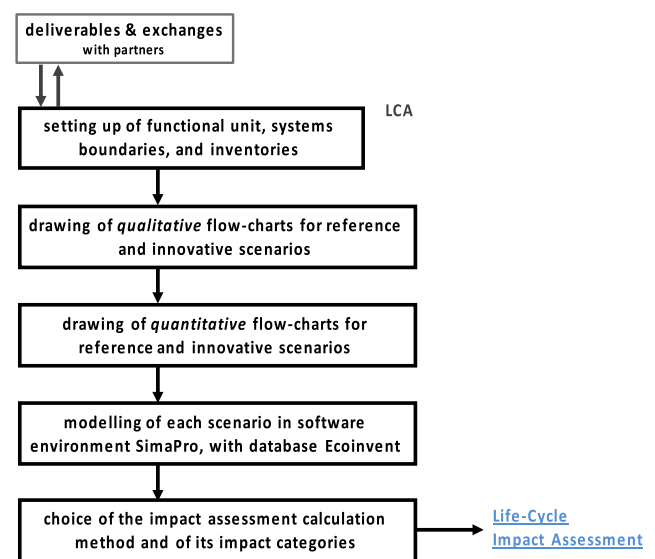 deliverables & exchanges
with partners
LCA
setting up of functional unit, systems
boundaries, and inventories
drawing of qualitative flow-charts for reference
and innovative scenarios
drawing of quantitative flow-charts for
reference and innovative scenarios
modelling of each scenario in software
environment SimaPro, with database Ecoinvent
choice of the impact assessment calculation
method and of its impact categories
Life-Cycle
Impact Assessment